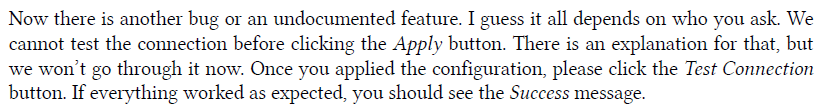 Now there is another bug or an undocumented feature. I guess it all depends on who you ask. We
cannot test the connection before clicking the Apply button. There is an explanation for that, but
we won’t go through it now. Once you applied the configuration, please click the Test Connection
button. If everything worked as expected, you should see the Success message.